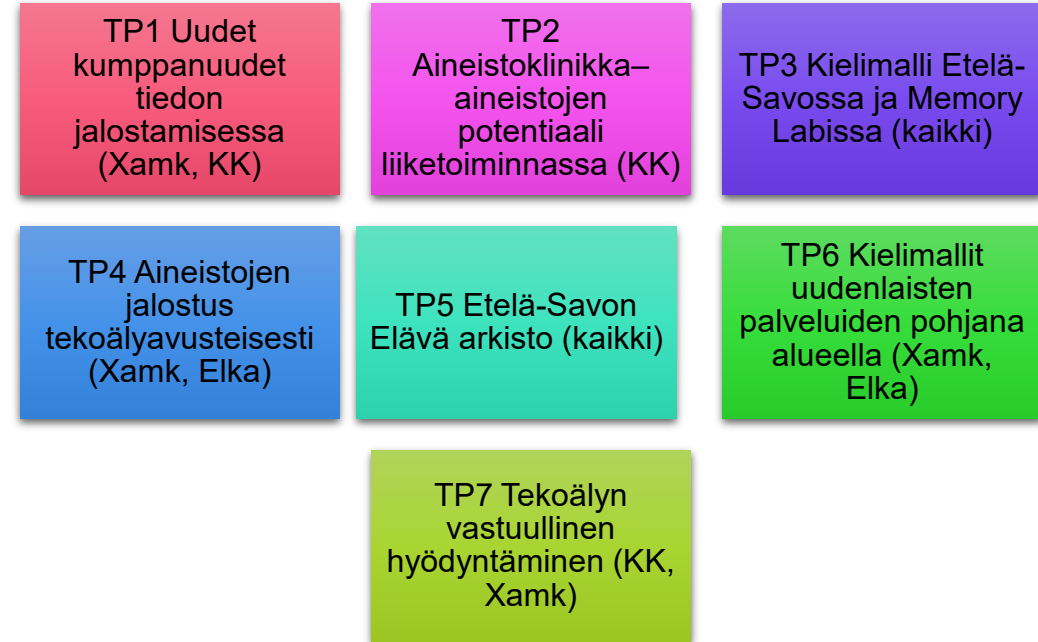 TP1 Uudet
kumppanuudet
tiedon
jalostamisessa
(Xamk, KK)
TP2
Aineistoklinikka–
aineistojen
potentiaali
liiketoiminnassa (KK)
TP3 Kielimalli Etelä-
Savossa ja Memory
Labissa (kaikki)
TP4 Aineistojen
jalostus
tekoälyavusteisesti
(Xamk, Elka)
TP5 Etelä-Savon
Elävä arkisto (kaikki)
TP6 Kielimallit
uudenlaisten
palveluiden pohjana
alueella (Xamk,
Elka)
TP7 Tekoälyn
vastuullinen
hyödyntäminen (KK,
Xamk)